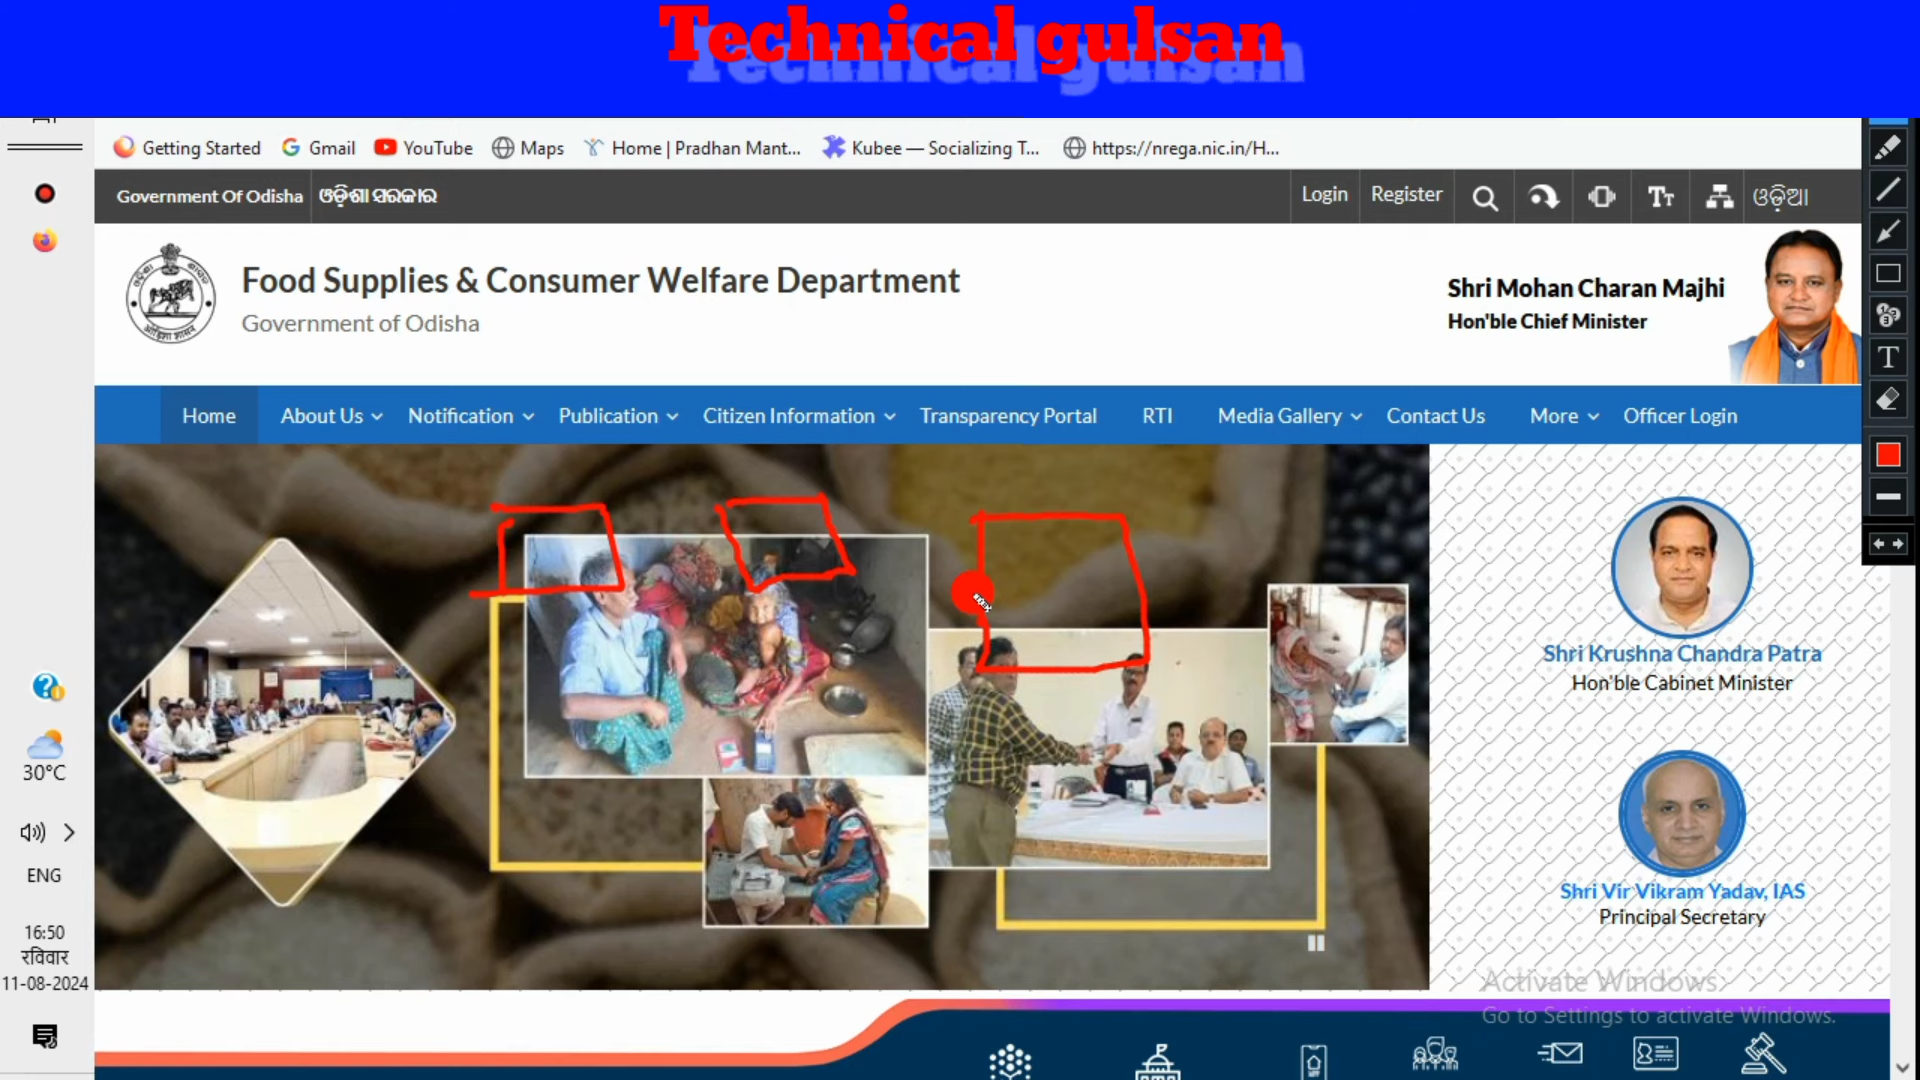 Technical gulsan
Getting Started Gmail YouTube Maps Home | Pradhan Mant... Kubee — Socializing T... https://nrega.nic.in/H...
Government Of Odisha ଓଡ଼ିଶା ସରକାର Login Register Tт ଓଡ଼ିଆ
Food Supplies & Consumer Welfare Department
Government of Odisha
Shri Mohan Charan Majhi
Hon'ble Chief Minister
Home About Us Notification Publication Citizen Information Transparency Portal RTI Media Gallery Contact Us More Officer Login
Shri Krushna Chandra Patra
Hon'ble Cabinet Minister
Shri Vir Vikram Yadav, IAS
Principal Secretary
30°C
ENG
16:50
रविवार
11-08-2024
Activate Windows
Go to Settings to activate Windows.